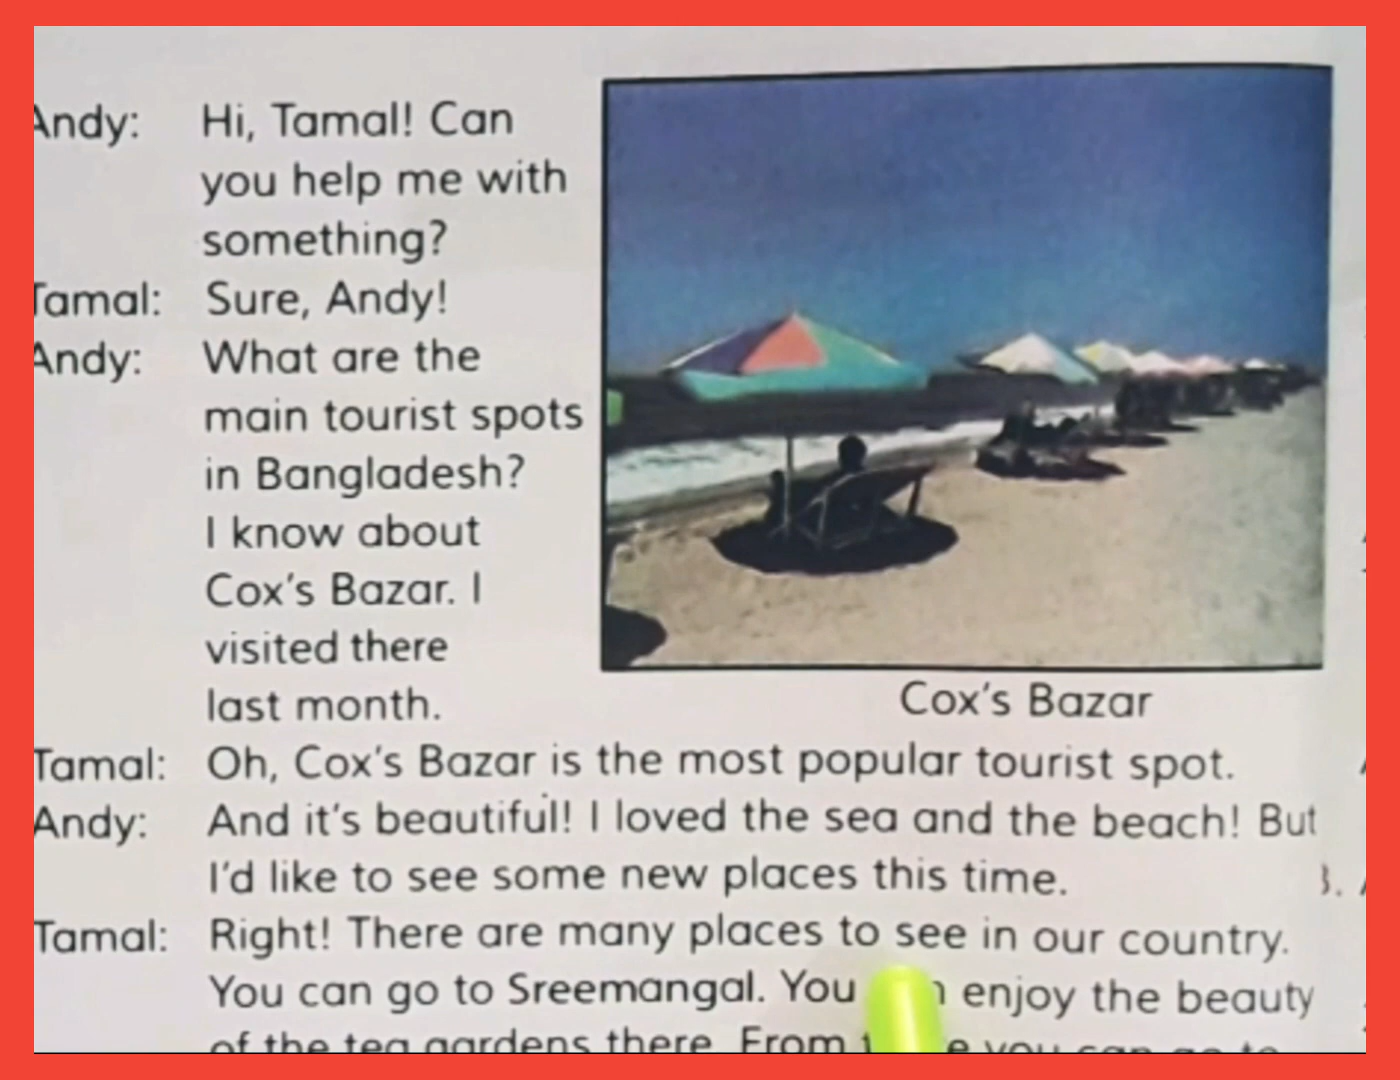 Andy: Hi, Tamal! Can
you help me with
something?
Tamal: Sure, Andy!
Andy: What are the
main tourist spots
in Bangladesh?
I know about
Cox's Bazar. I
visited there
last month.
Cox's Bazar
Tamal: Oh, Cox's Bazar is the most popular tourist spot.
Andy: And it's beautiful! I loved the sea and the beach! But
I'd like to see some new places this time.
Tamal: Right! There are many places to see in our country.
You can go to Sreemangal. You enjoy the beauty
of the tea gardens there. From you can go to
3.